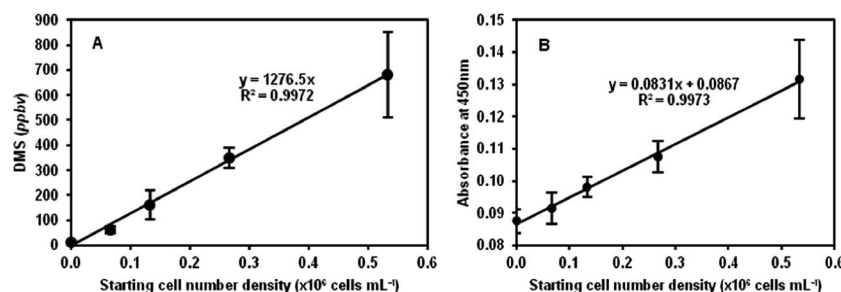 A
y = 1276.5x
R² = 0.9972
DMS (ppbv)
900
800
700
600
500
400
300
200
100
0
0.0 0.1 0.2 0.3 0.4 0.5 0.6
Starting cell number density (x10⁶ cells mL⁻¹)
B
y = 0.0831x + 0.0867
R² = 0.9973
Absorbance at 450nm
0.15
0.14
0.13
0.12
0.11
0.10
0.09
0.08
0.0 0.1 0.2 0.3 0.4 0.5 0.6
Starting cell number density (x10⁶ cells mL⁻¹)